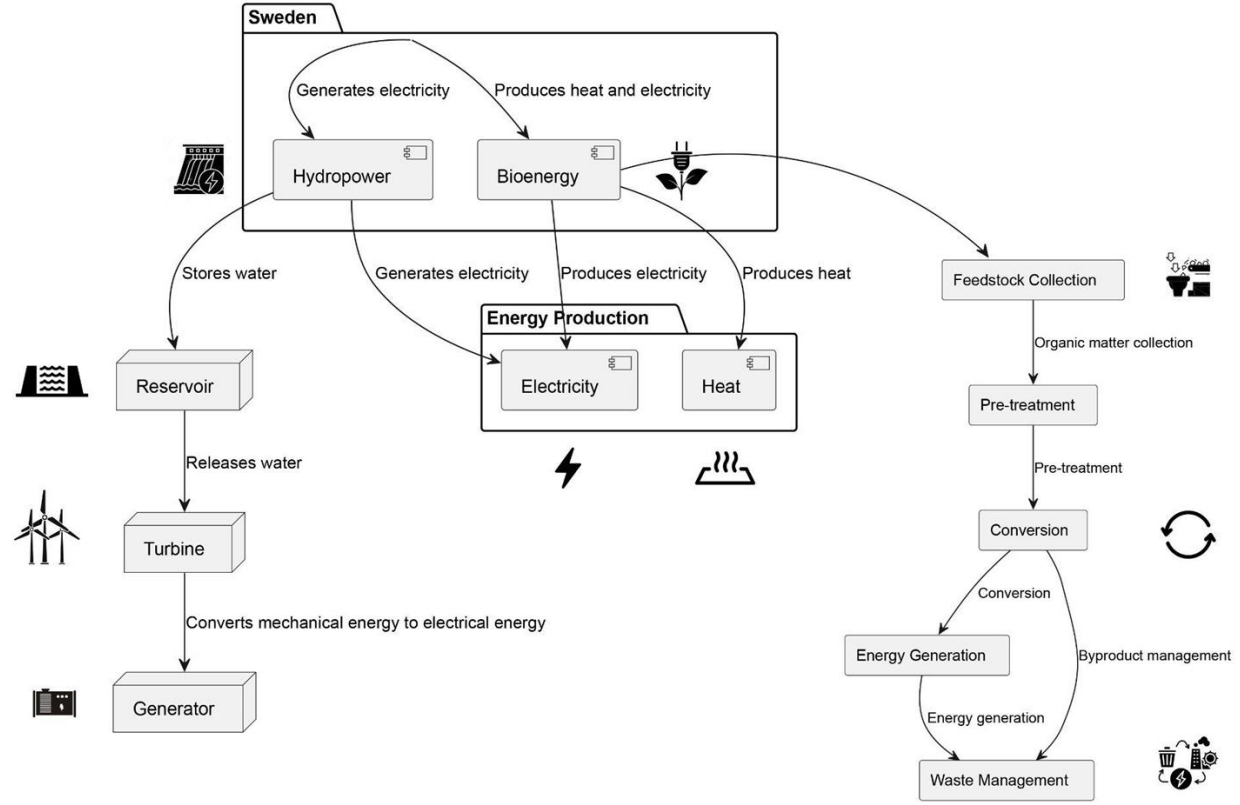 Sweden
Generates electricity
Produces heat and electricity
Hydropower
Bioenergy
Stores water
Generates electricity
Produces electricity
Produces heat
Feedstock Collection
Energy Production
Organic matter collection
Reservoir
Electricity
Heat
Pre-treatment
Releases water
Pre-treatment
Turbine
Conversion
Conversion
Converts mechanical energy to electrical energy
Energy Generation
Byproduct management
Generator
Energy generation
Waste Management